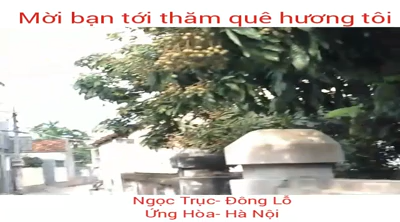 Mời bạn tới thăm quê hương tôi
Ngọc Trục- Đông Lỗ
Ứng Hòa- Hà Nội